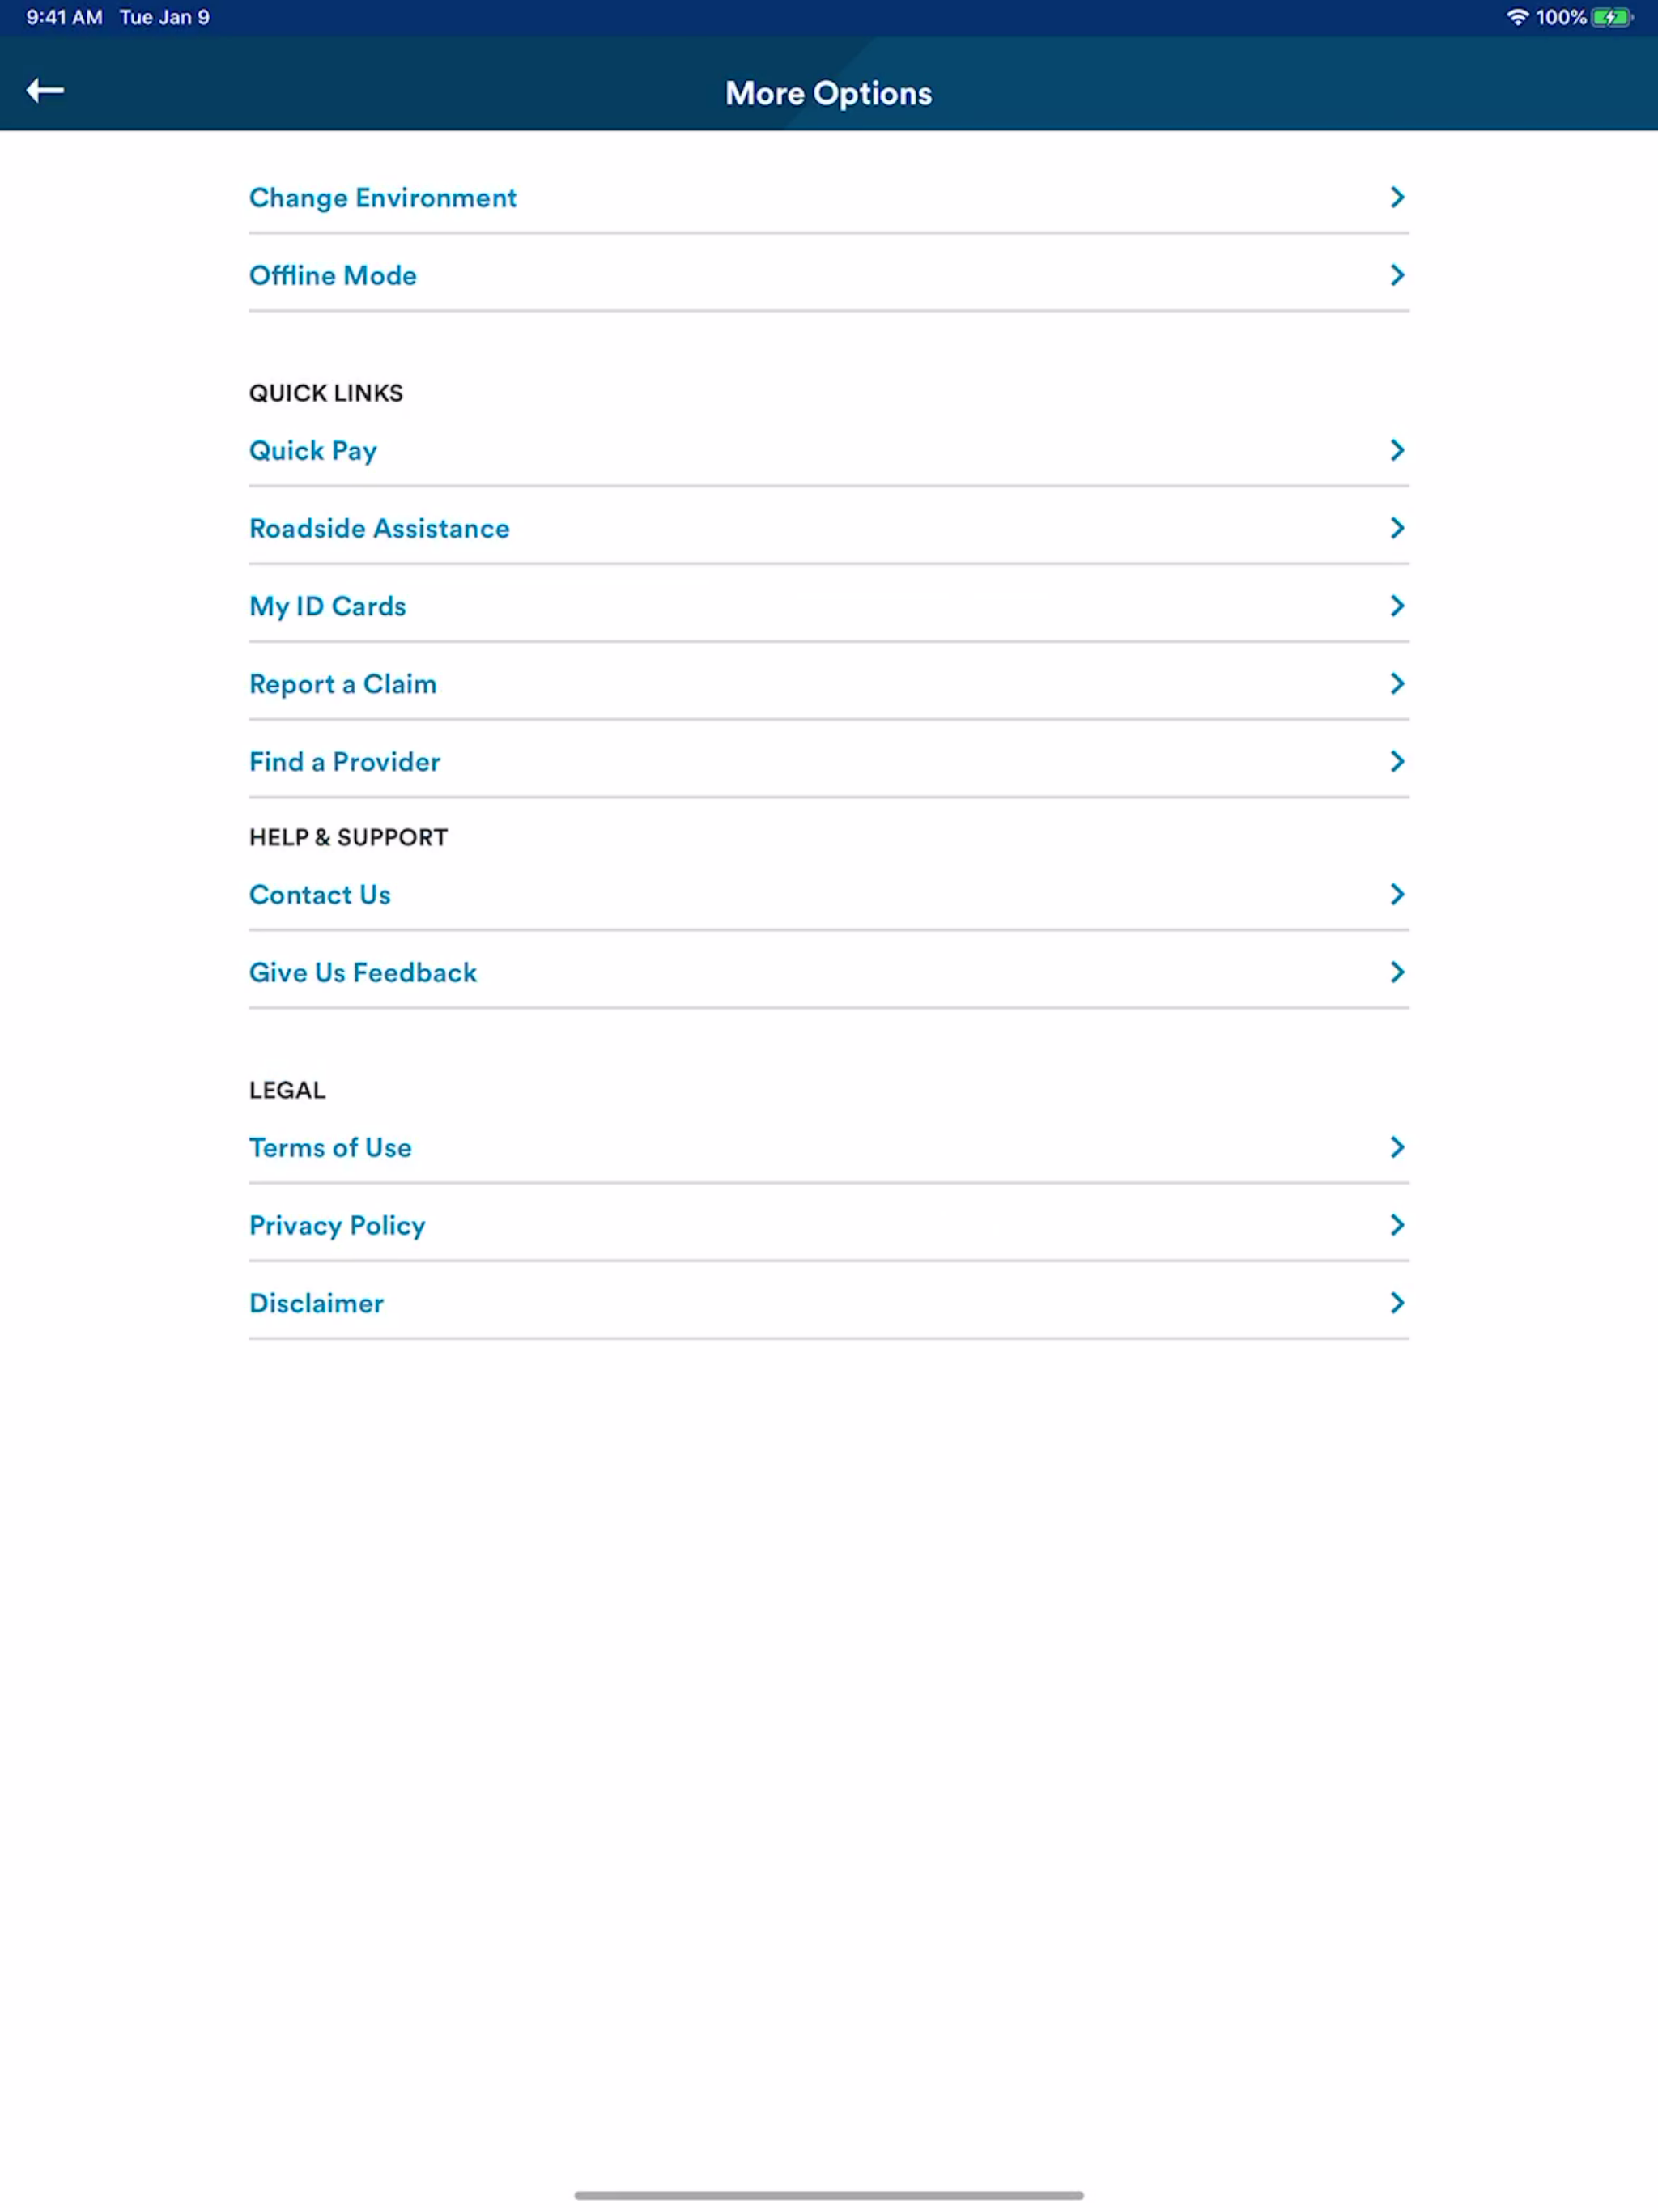 9:41 AM Tue Jan 9 100%
More Options
Change Environment
Offline Mode
QUICK LINKS
Quick Pay
Roadside Assistance
My ID Cards
Report a Claim
Find a Provider
HELP & SUPPORT
Contact Us
Give Us Feedback
LEGAL
Terms of Use
Privacy Policy
Disclaimer